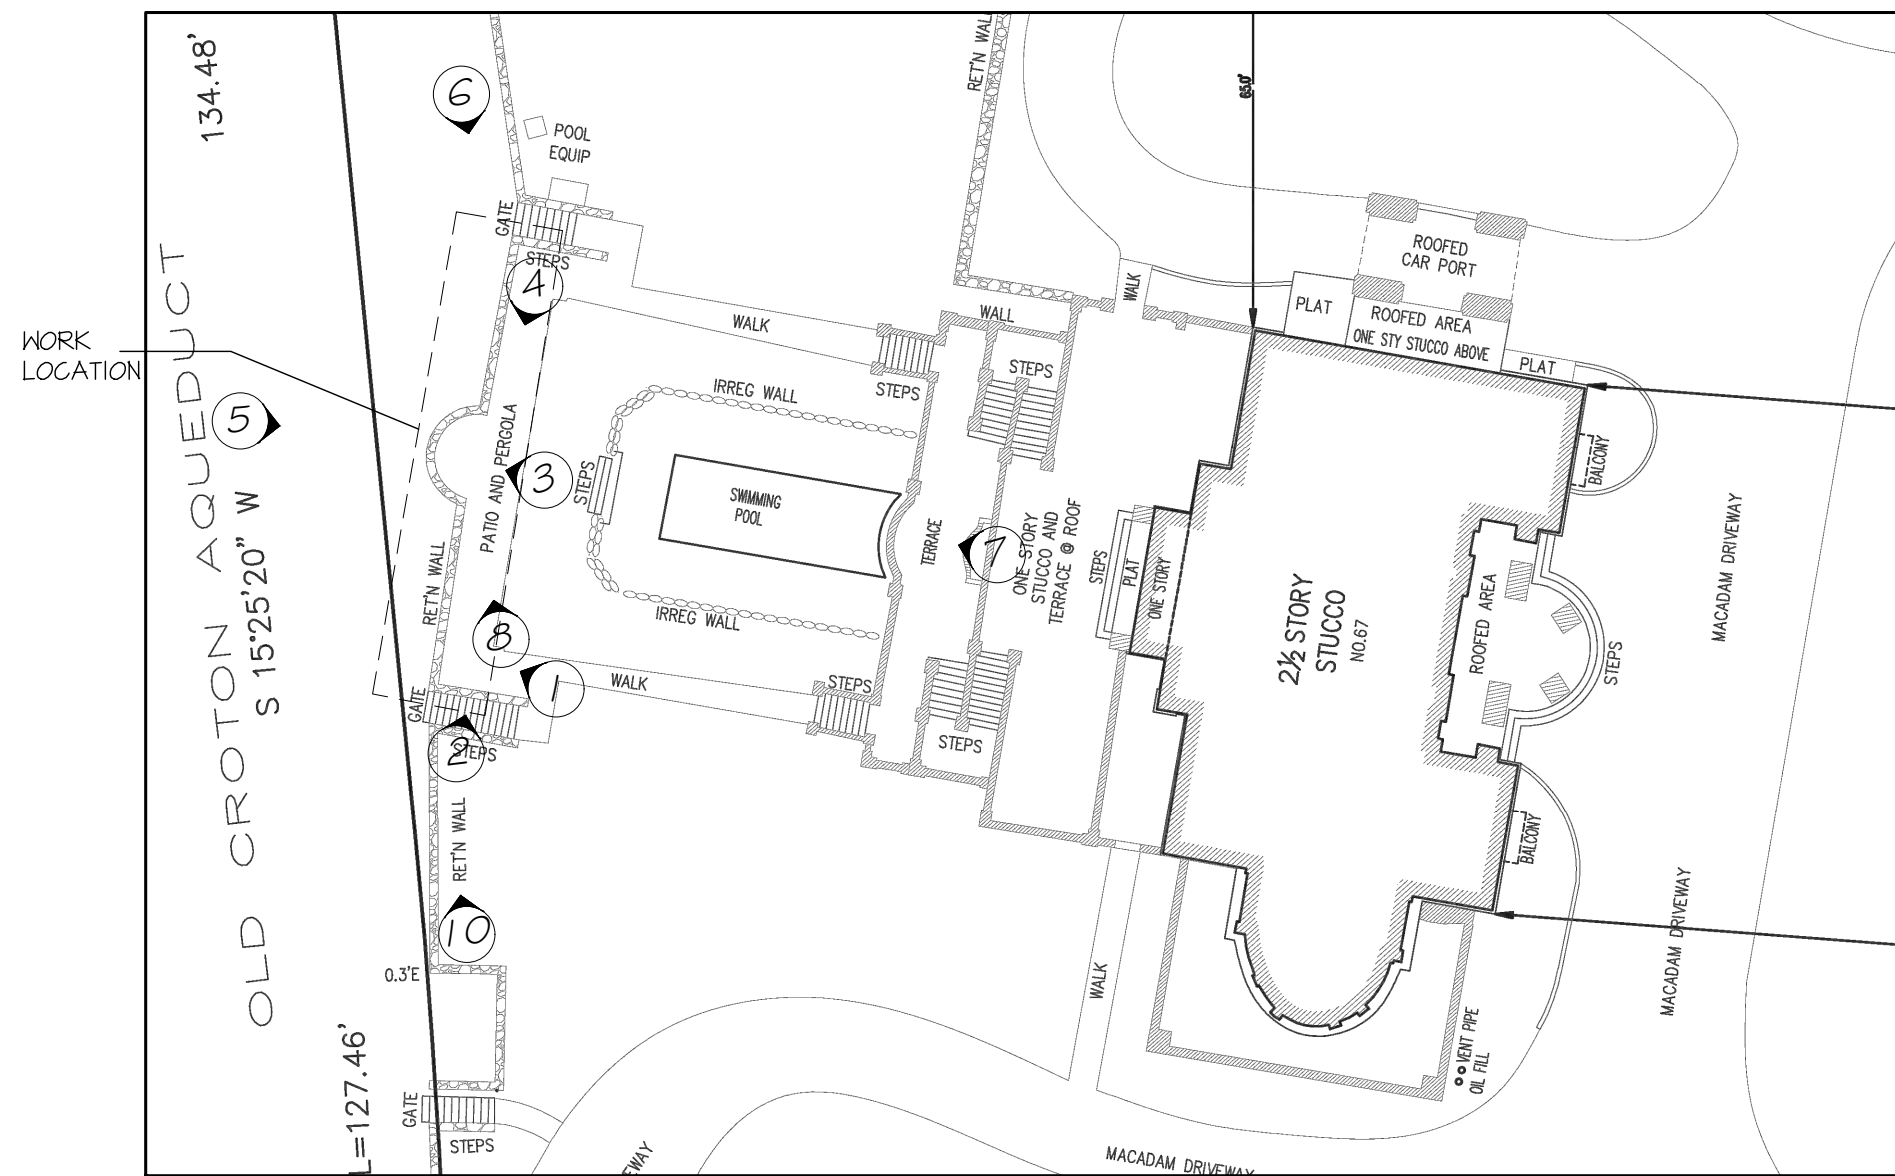 134.48'
6
RET'N WALL
65.0'
POOL
EQUIP
GATE
STEPS
4
OLD CROTON AQUEDUCT
S 15°25'20" W
WORK
LOCATION
5
PATIO AND PERGOLA
3
RET'N WALL
8
1
GATE
2
STEPS
RET'N WALL
10
0.3'E
L=127.46'
GATE
STEPS
WALK
IRREG WALL
STEPS
STEPS
SWIMMING
POOL
IRREG WALL
WALK
STEPS
TERRACE
7
WALL
STEPS
STEPS
ONE STORY
STUCCO AND
TERRACE @ ROOF
WALK
STEPS
PLAT
ONE STORY
PLAT
ROOFED
CAR PORT
ROOFED AREA
ONE STY STUCCO ABOVE
PLAT
BALCONY
2½ STORY
STUCCO
NO.67
ROOFED AREA
STEPS
MACADAM DRIVEWAY
BALCONY
MACADAM DRIVEWAY
WALK
VENT PIPE
OIL FILL
EWAY
MACADAM DRIVEWAY